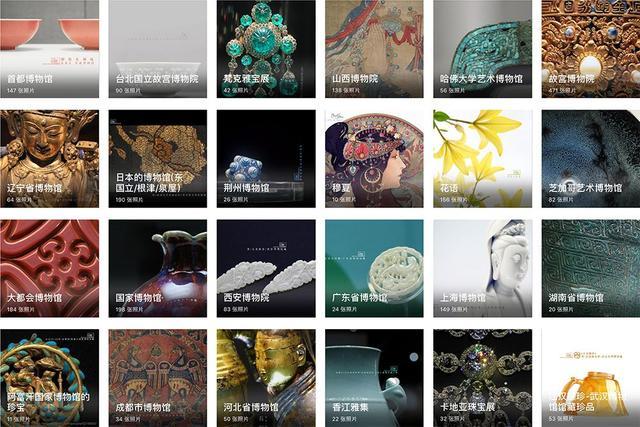 首都博物馆
147 张照片
台北国立故宫博物院
90 张照片
梵克雅宝展
42 张照片
山西博物院
138 张照片
哈佛大学艺术博物馆
56 张照片
故宫博物院
471 张照片
辽宁省博物馆
64 张照片
日本的博物馆(东
国立/根津/泉屋)
190 张照片
荆州博物馆
26 张照片
穆夏
10 张照片
花语
156 张照片
芝加哥艺术博物馆
82 张照片
大都会博物馆
184 张照片
国家博物馆
198 张照片
西安博物院
83 张照片
广东省博物馆
24 张照片
上海博物馆
149 张照片
湖南省博物馆
20 张照片
阿富汗国家博物馆的
珍宝
11 张照片
成都市博物馆
34 张照片
河北省博物馆
50 张照片
香江雅集
22 张照片
卡地亚珠宝展
32 张照片
馆馆藏珍品
53 张照片